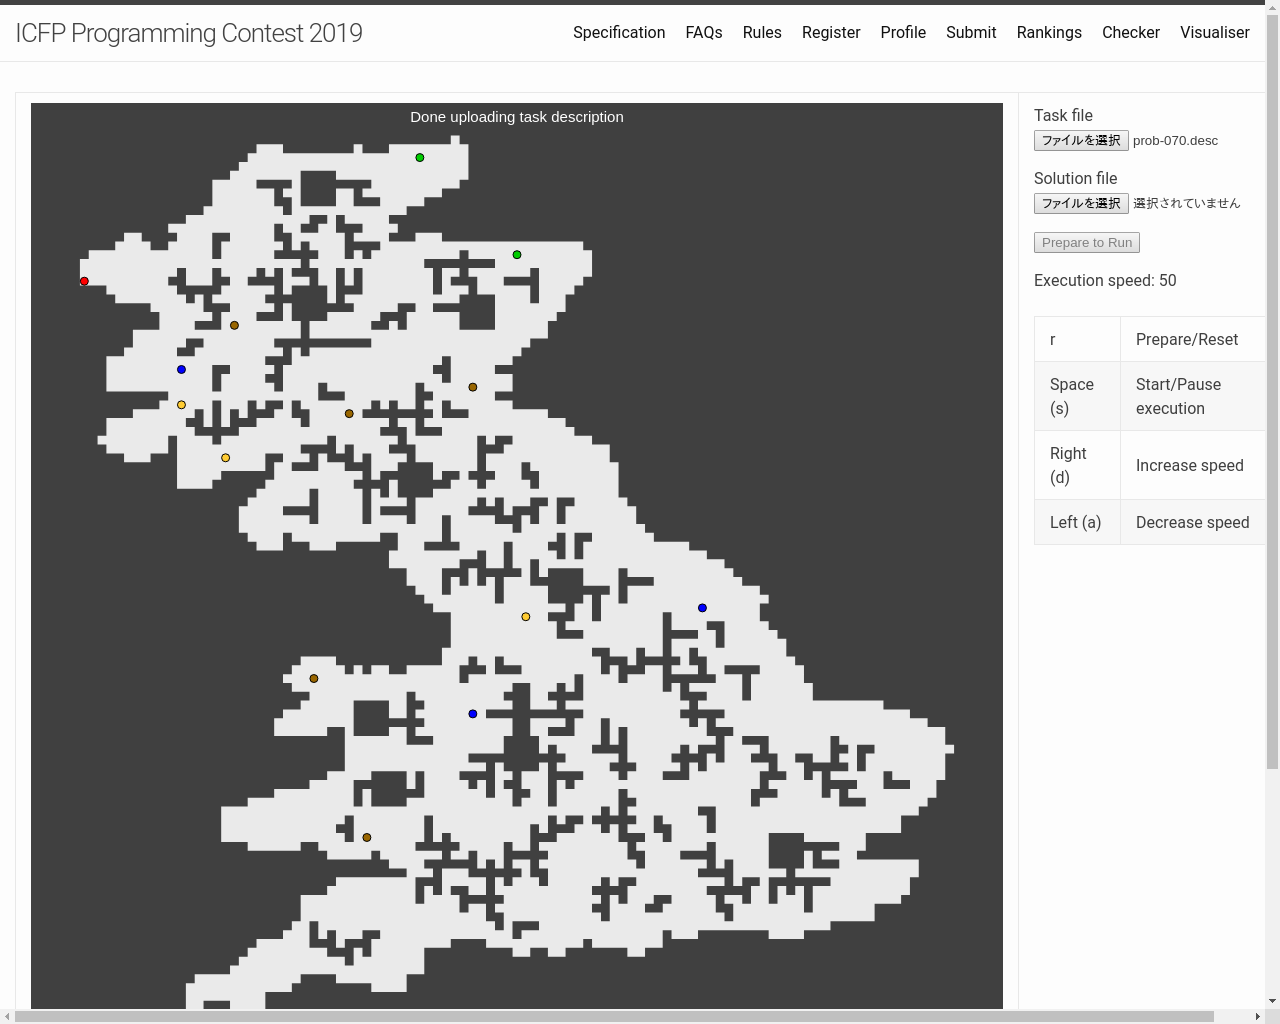 ICFP Programming Contest 2019
Specification FAQs Rules Register Profile Submit Rankings Checker Visualiser
Done uploading task description
Task file
ファイルを選択 prob-070.desc
Solution file
ファイルを選択 選択されていません
Prepare to Run
Execution speed: 50
r Prepare/Reset
Space (s) Start/Pause execution
Right (d) Increase speed
Left (a) Decrease speed